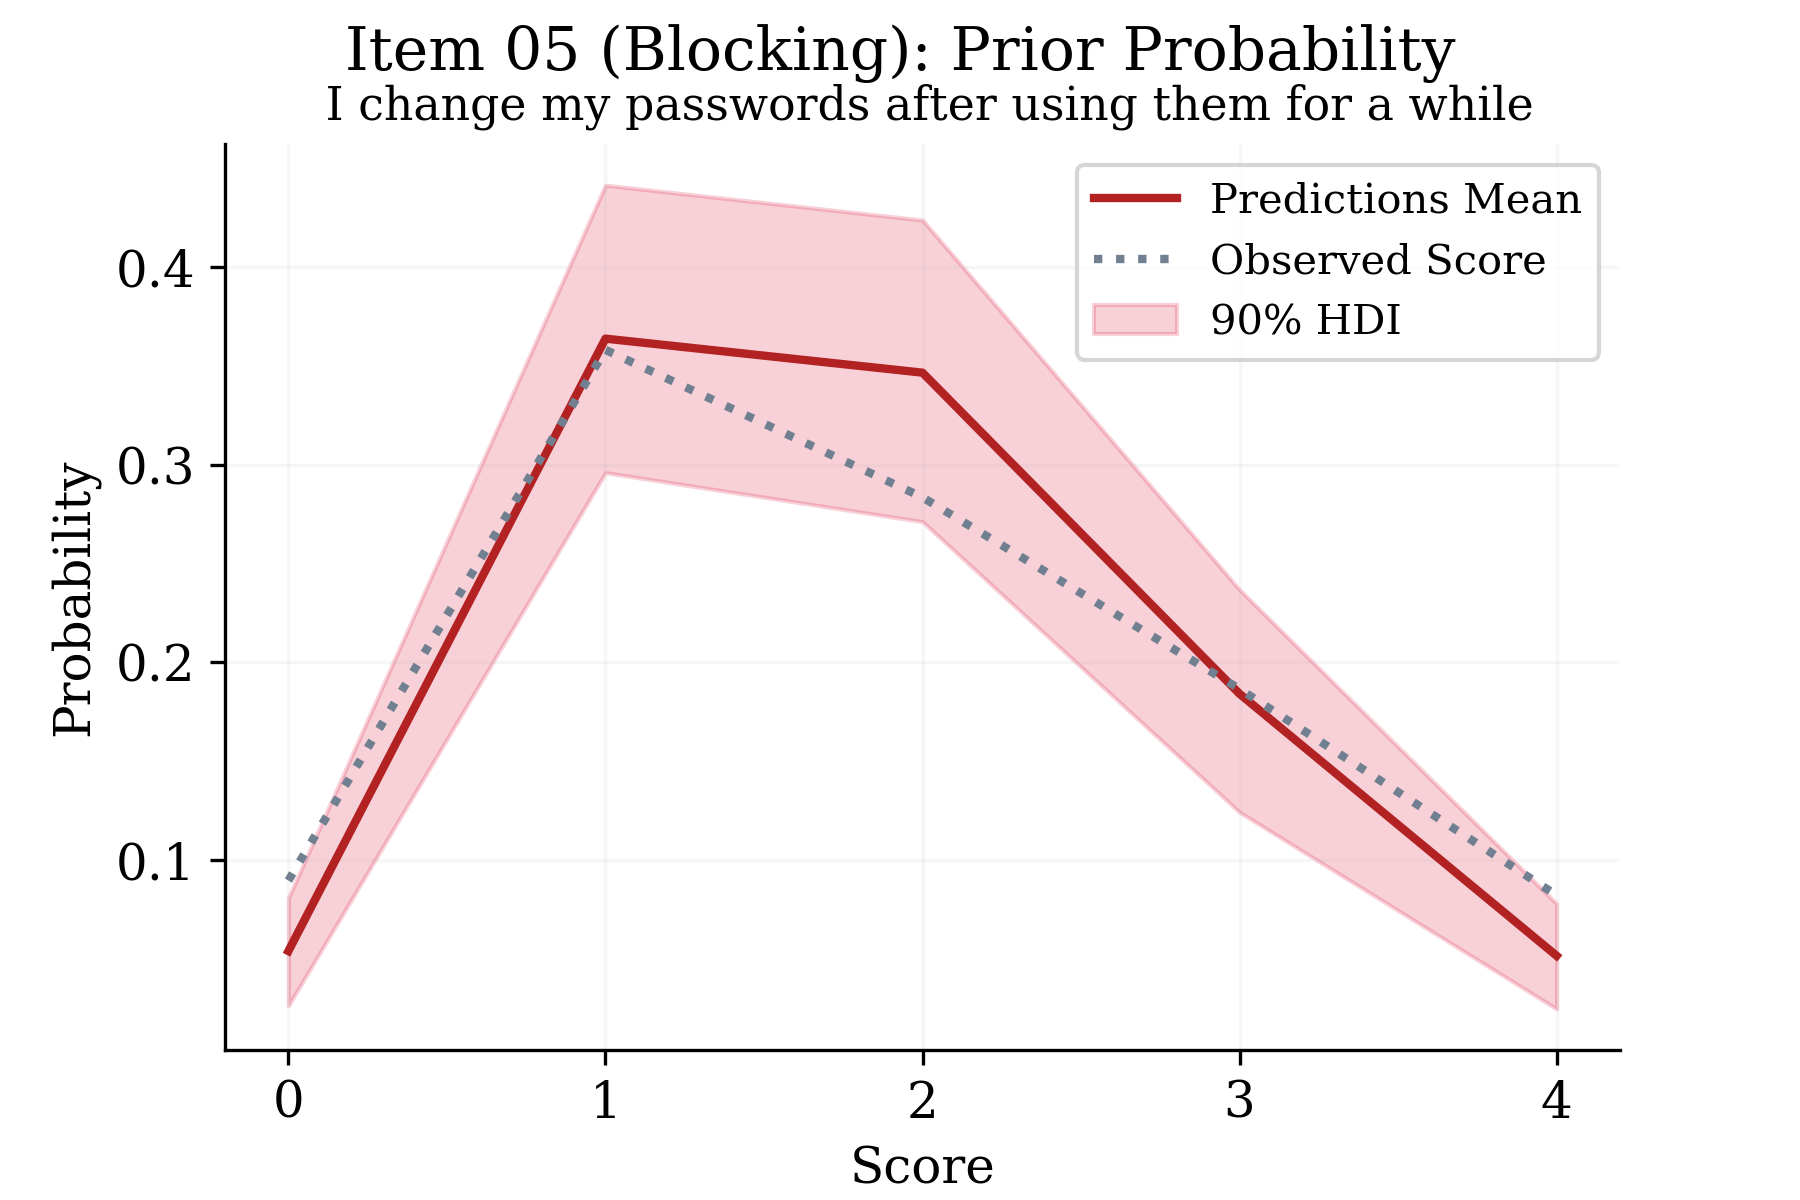 Item 05 (Blocking): Prior Probability
I change my passwords after using them for a while
Predictions Mean
Observed Score
90% HDI
Probability
0.4
0.3
0.2
0.1
0 1 2 3 4
Score